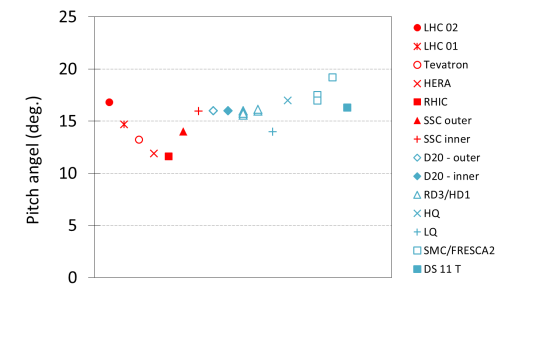 25
20
15
10
5
0
Pitch angel (deg.)
LHC 02
LHC 01
Tevatron
HERA
RHIC
SSC outer
SSC inner
D20 - outer
D20 - inner
RD3/HD1
HQ
LQ
SMC/FRESCA2
DS 11 T